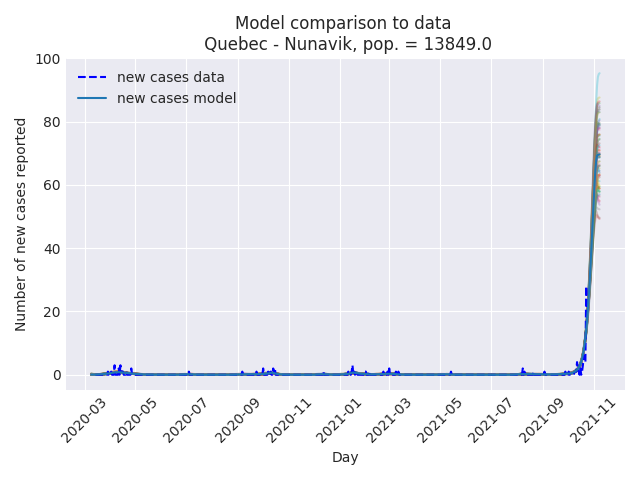 Model comparison to data
Quebec - Nunavik, pop. = 13849.0
new cases data
new cases model
Number of new cases reported
100
80
60
40
20
0
2020-03
2020-05
2020-07
2020-09
2020-11
2021-01
2021-03
2021-05
2021-07
2021-09
2021-11
Day